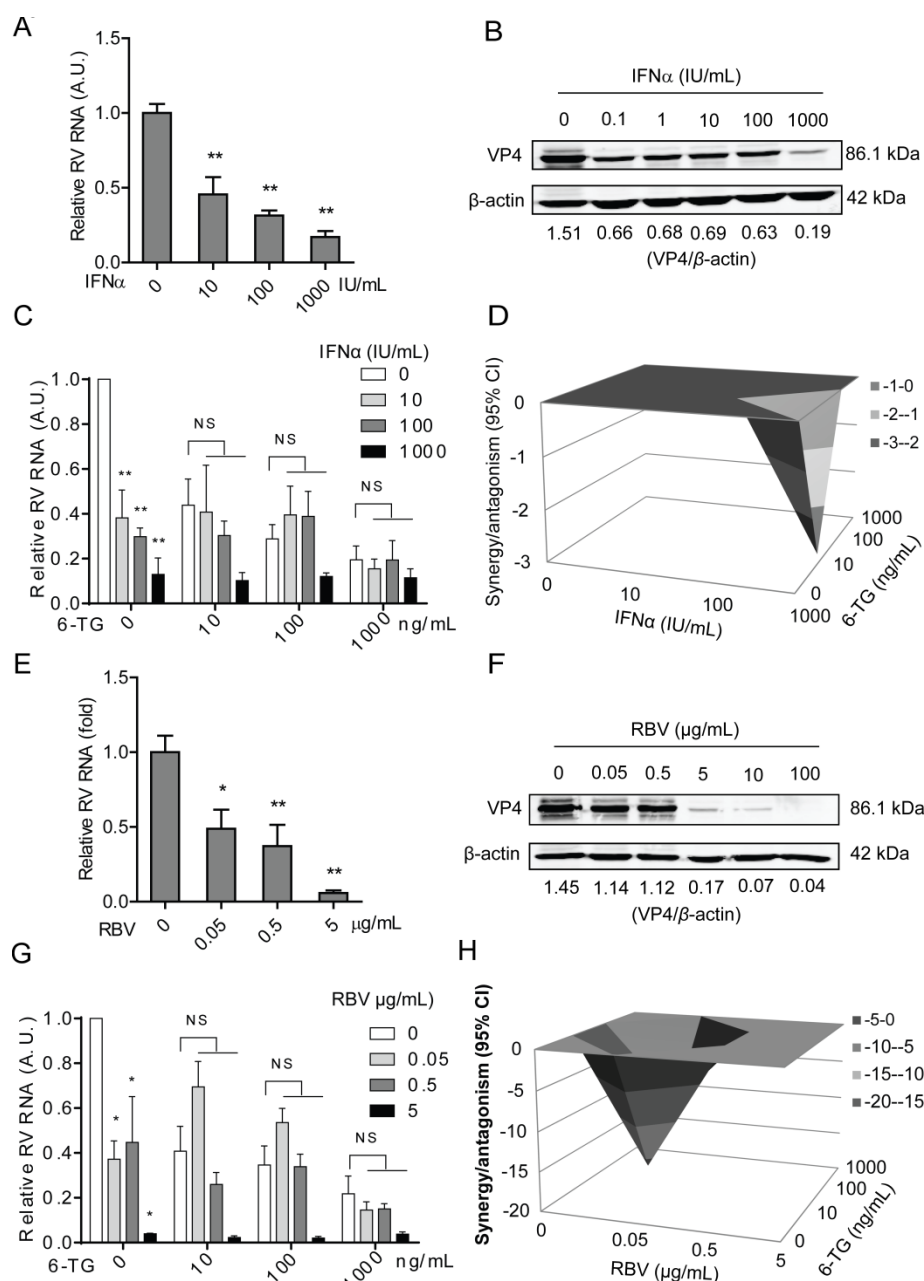 A
Relative RV RNA (A.U.)
1.5
1.0
0.5
0.0
** ** **
IFNα 0 10 100 1000 IU/mL
B
IFNα (IU/mL)
0 0.1 1 10 100 1000
VP4 86.1 kDa
β-actin 42 kDa
1.51 0.66 0.68 0.69 0.63 0.19
(VP4/β-actin)
C
Relative RV RNA (A.U.)
1.0
0.8
0.6
0.4
0.2
0.0
IFNα (IU/mL)
0
10
100
1000
** ** **
NS NS NS
6-TG 0 10 100 1000 ng/mL
D
Synergy/antagonism (95% CI)
0
-1
-2
-3
0 10 100 1000
IFNα (IU/mL)
0 10 100 1000
6-TG (ng/mL)
-1-0
-2--1
-3--2
E
Relative RV RNA (fold)
1.5
1.0
0.5
0.0
* ** **
RBV 0 0.05 0.5 5 μg/mL
F
RBV (μg/mL)
0 0.05 0.5 5 10 100
VP4 86.1 kDa
β-actin 42 kDa
1.45 1.14 1.12 0.17 0.07 0.04
(VP4/β-actin)
G
Relative RV RNA (A. U.)
1.0
0.8
0.6
0.4
0.2
0.0
RBV μg/mL)
0
0.05
0.5
5
* * *
NS NS NS
6-TG 0 10 100 1000 ng/mL
H
Synergy/antagonism (95% CI)
0
-5
-10
-15
-20
0 0.05 0.5 5
RBV (μg/mL)
0 10 100 1000
6-TG (ng/mL)
-5-0
-10--5
-15--10
-20--15